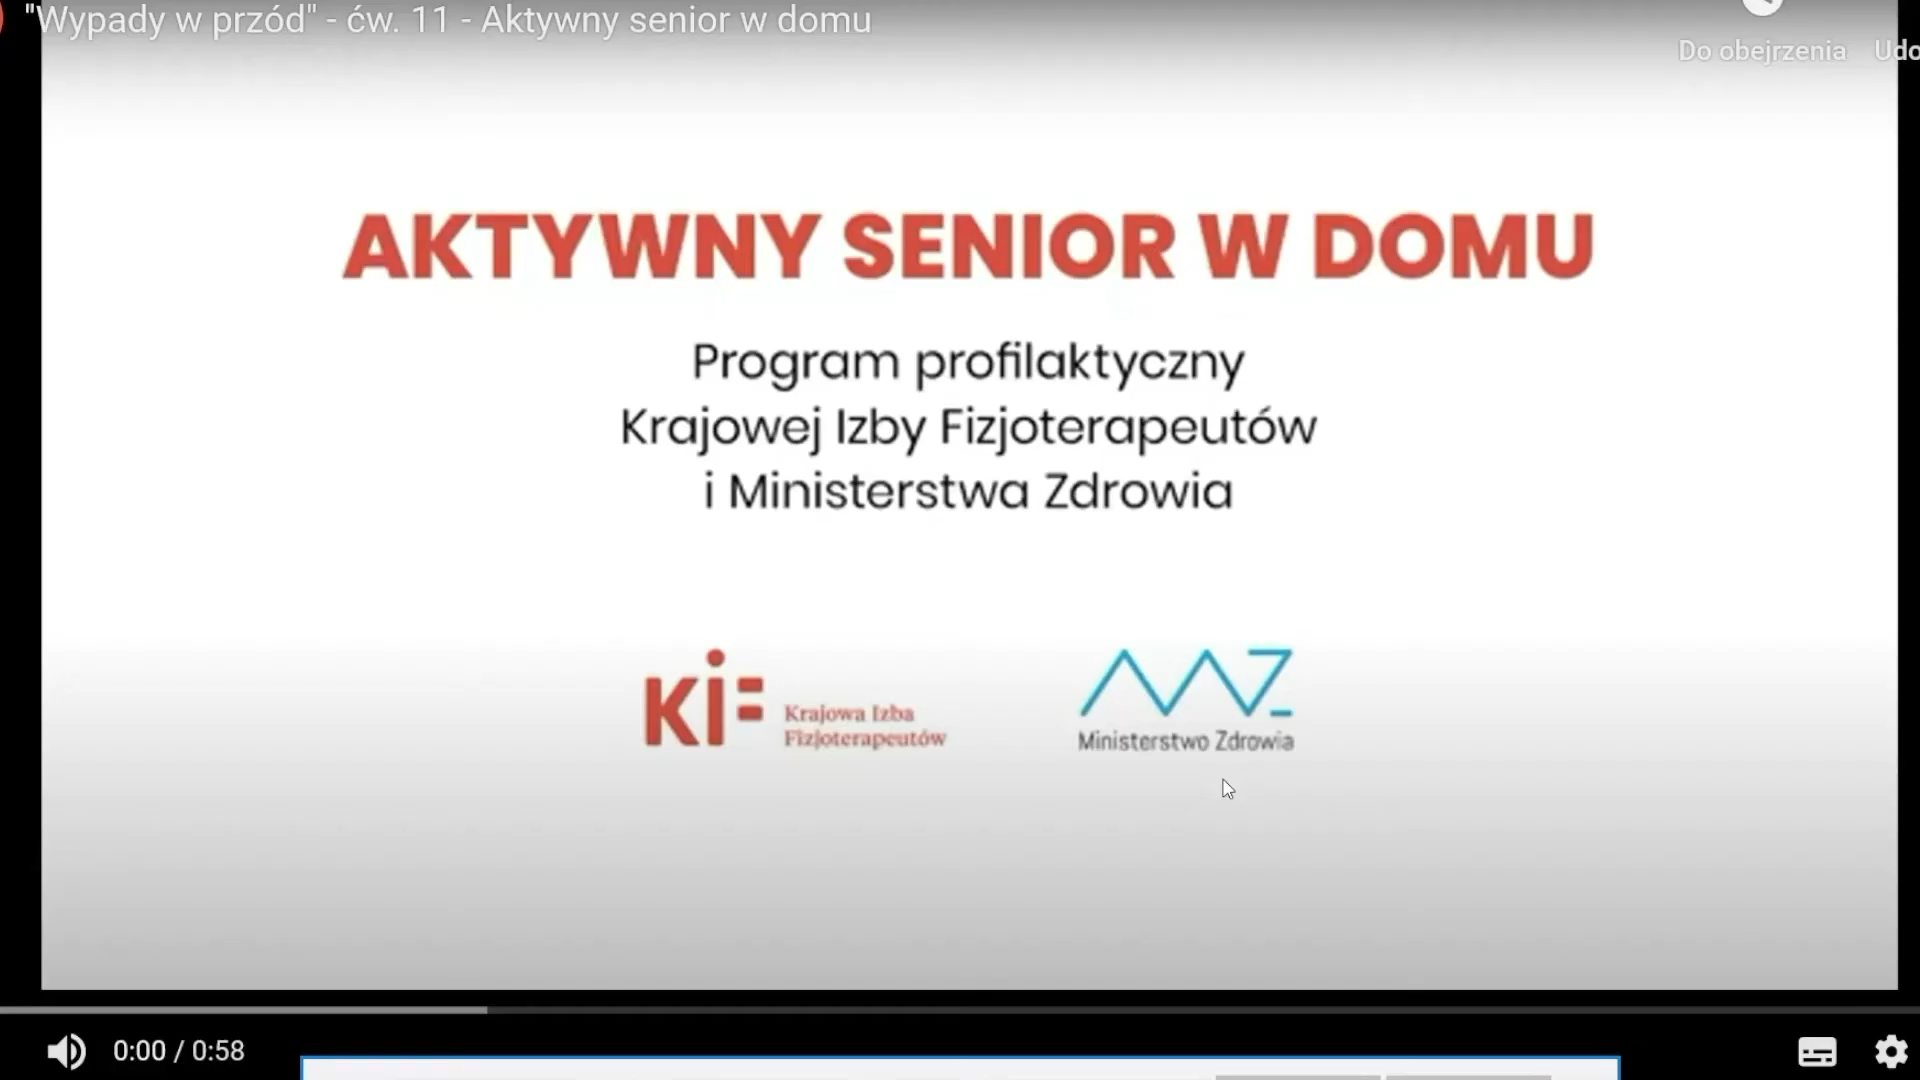 "Wypady w przód" - ćw. 11 - Aktywny senior w domu
Do obejrzenia
AKTYWNY SENIOR W DOMU
Program profilaktyczny
Krajowej Izby Fizjoterapeutów
i Ministerstwa Zdrowia
KiF
Krajowa Izba
Fizjoterapeutów
MZ
Ministerstwo Zdrowia
0:00 / 0:58